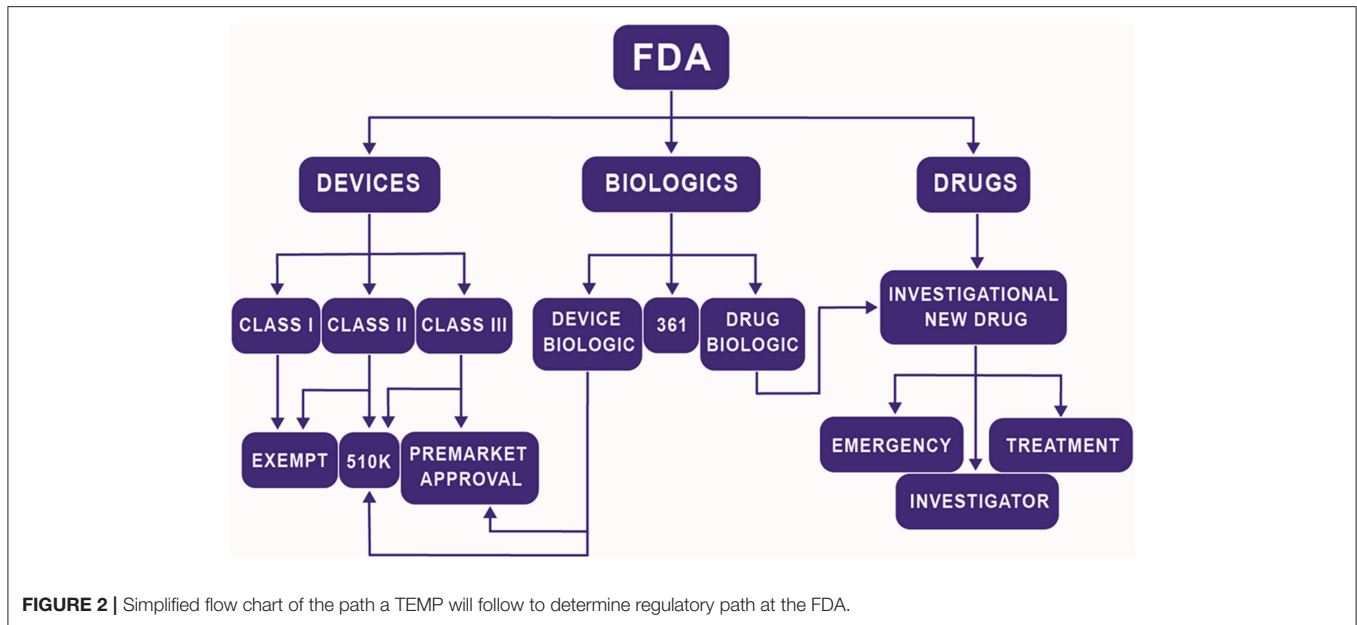 FDA
DEVICES
BIOLOGICS
DRUGS
CLASS I
CLASS II
CLASS III
DEVICE
BIOLOGIC
361
DRUG
BIOLOGIC
INVESTIGATIONAL
NEW DRUG
EXEMPT
510K
PREMARKET
APPROVAL
EMERGENCY
TREATMENT
INVESTIGATOR
FIGURE 2 | Simplified flow chart of the path a TEMP will follow to determine regulatory path at the FDA.